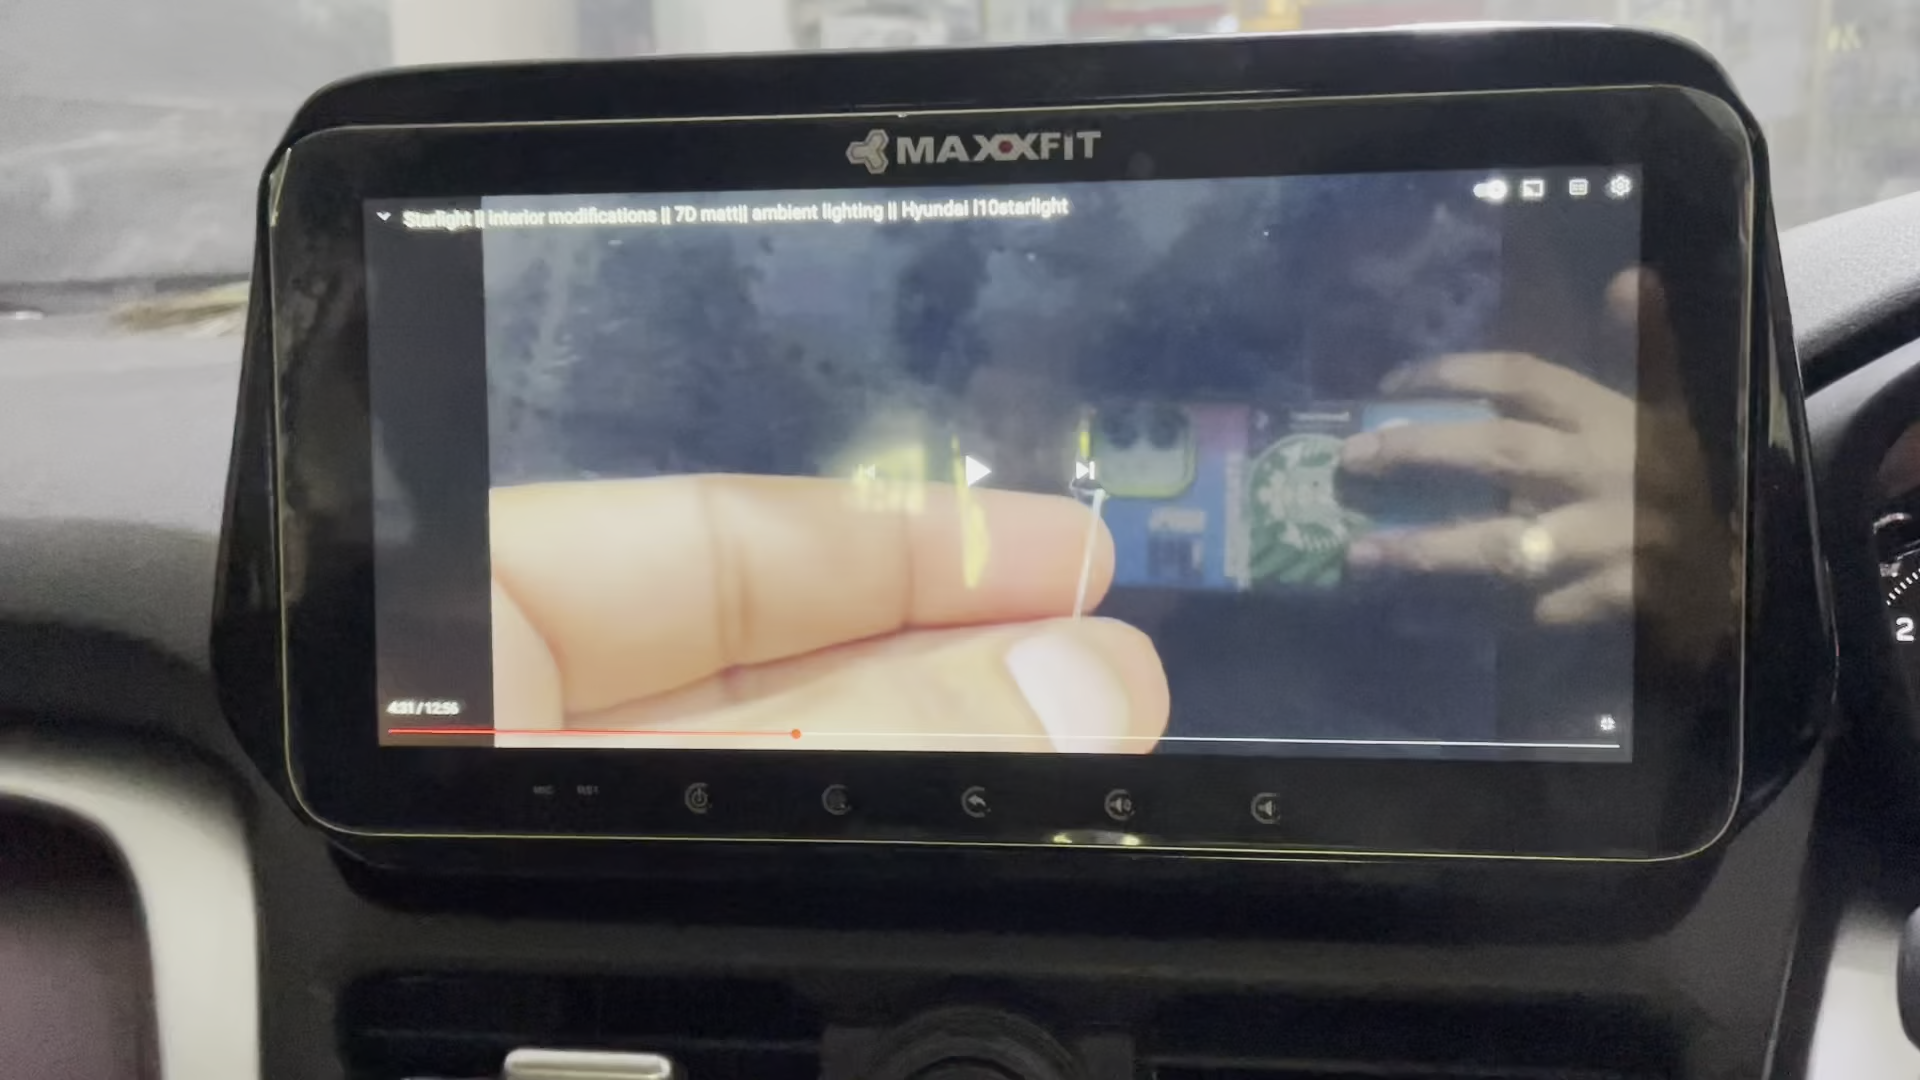 MAXXFIT
Starlight || interior modifications || 7D matt|| ambient lighting || Hyundai i10starlight
4:31 / 12:56
MIC RST
2